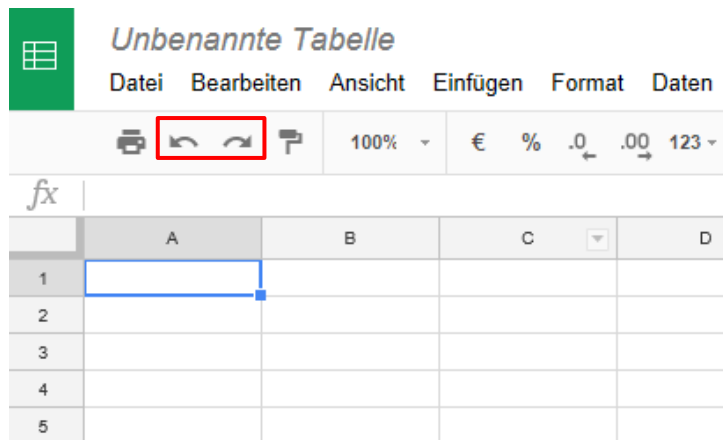 Unbenannte Tabelle
Datei Bearbeiten Ansicht Einfügen Format Daten
100% € % .0 .00 123
fx
A B C D
1
2
3
4
5